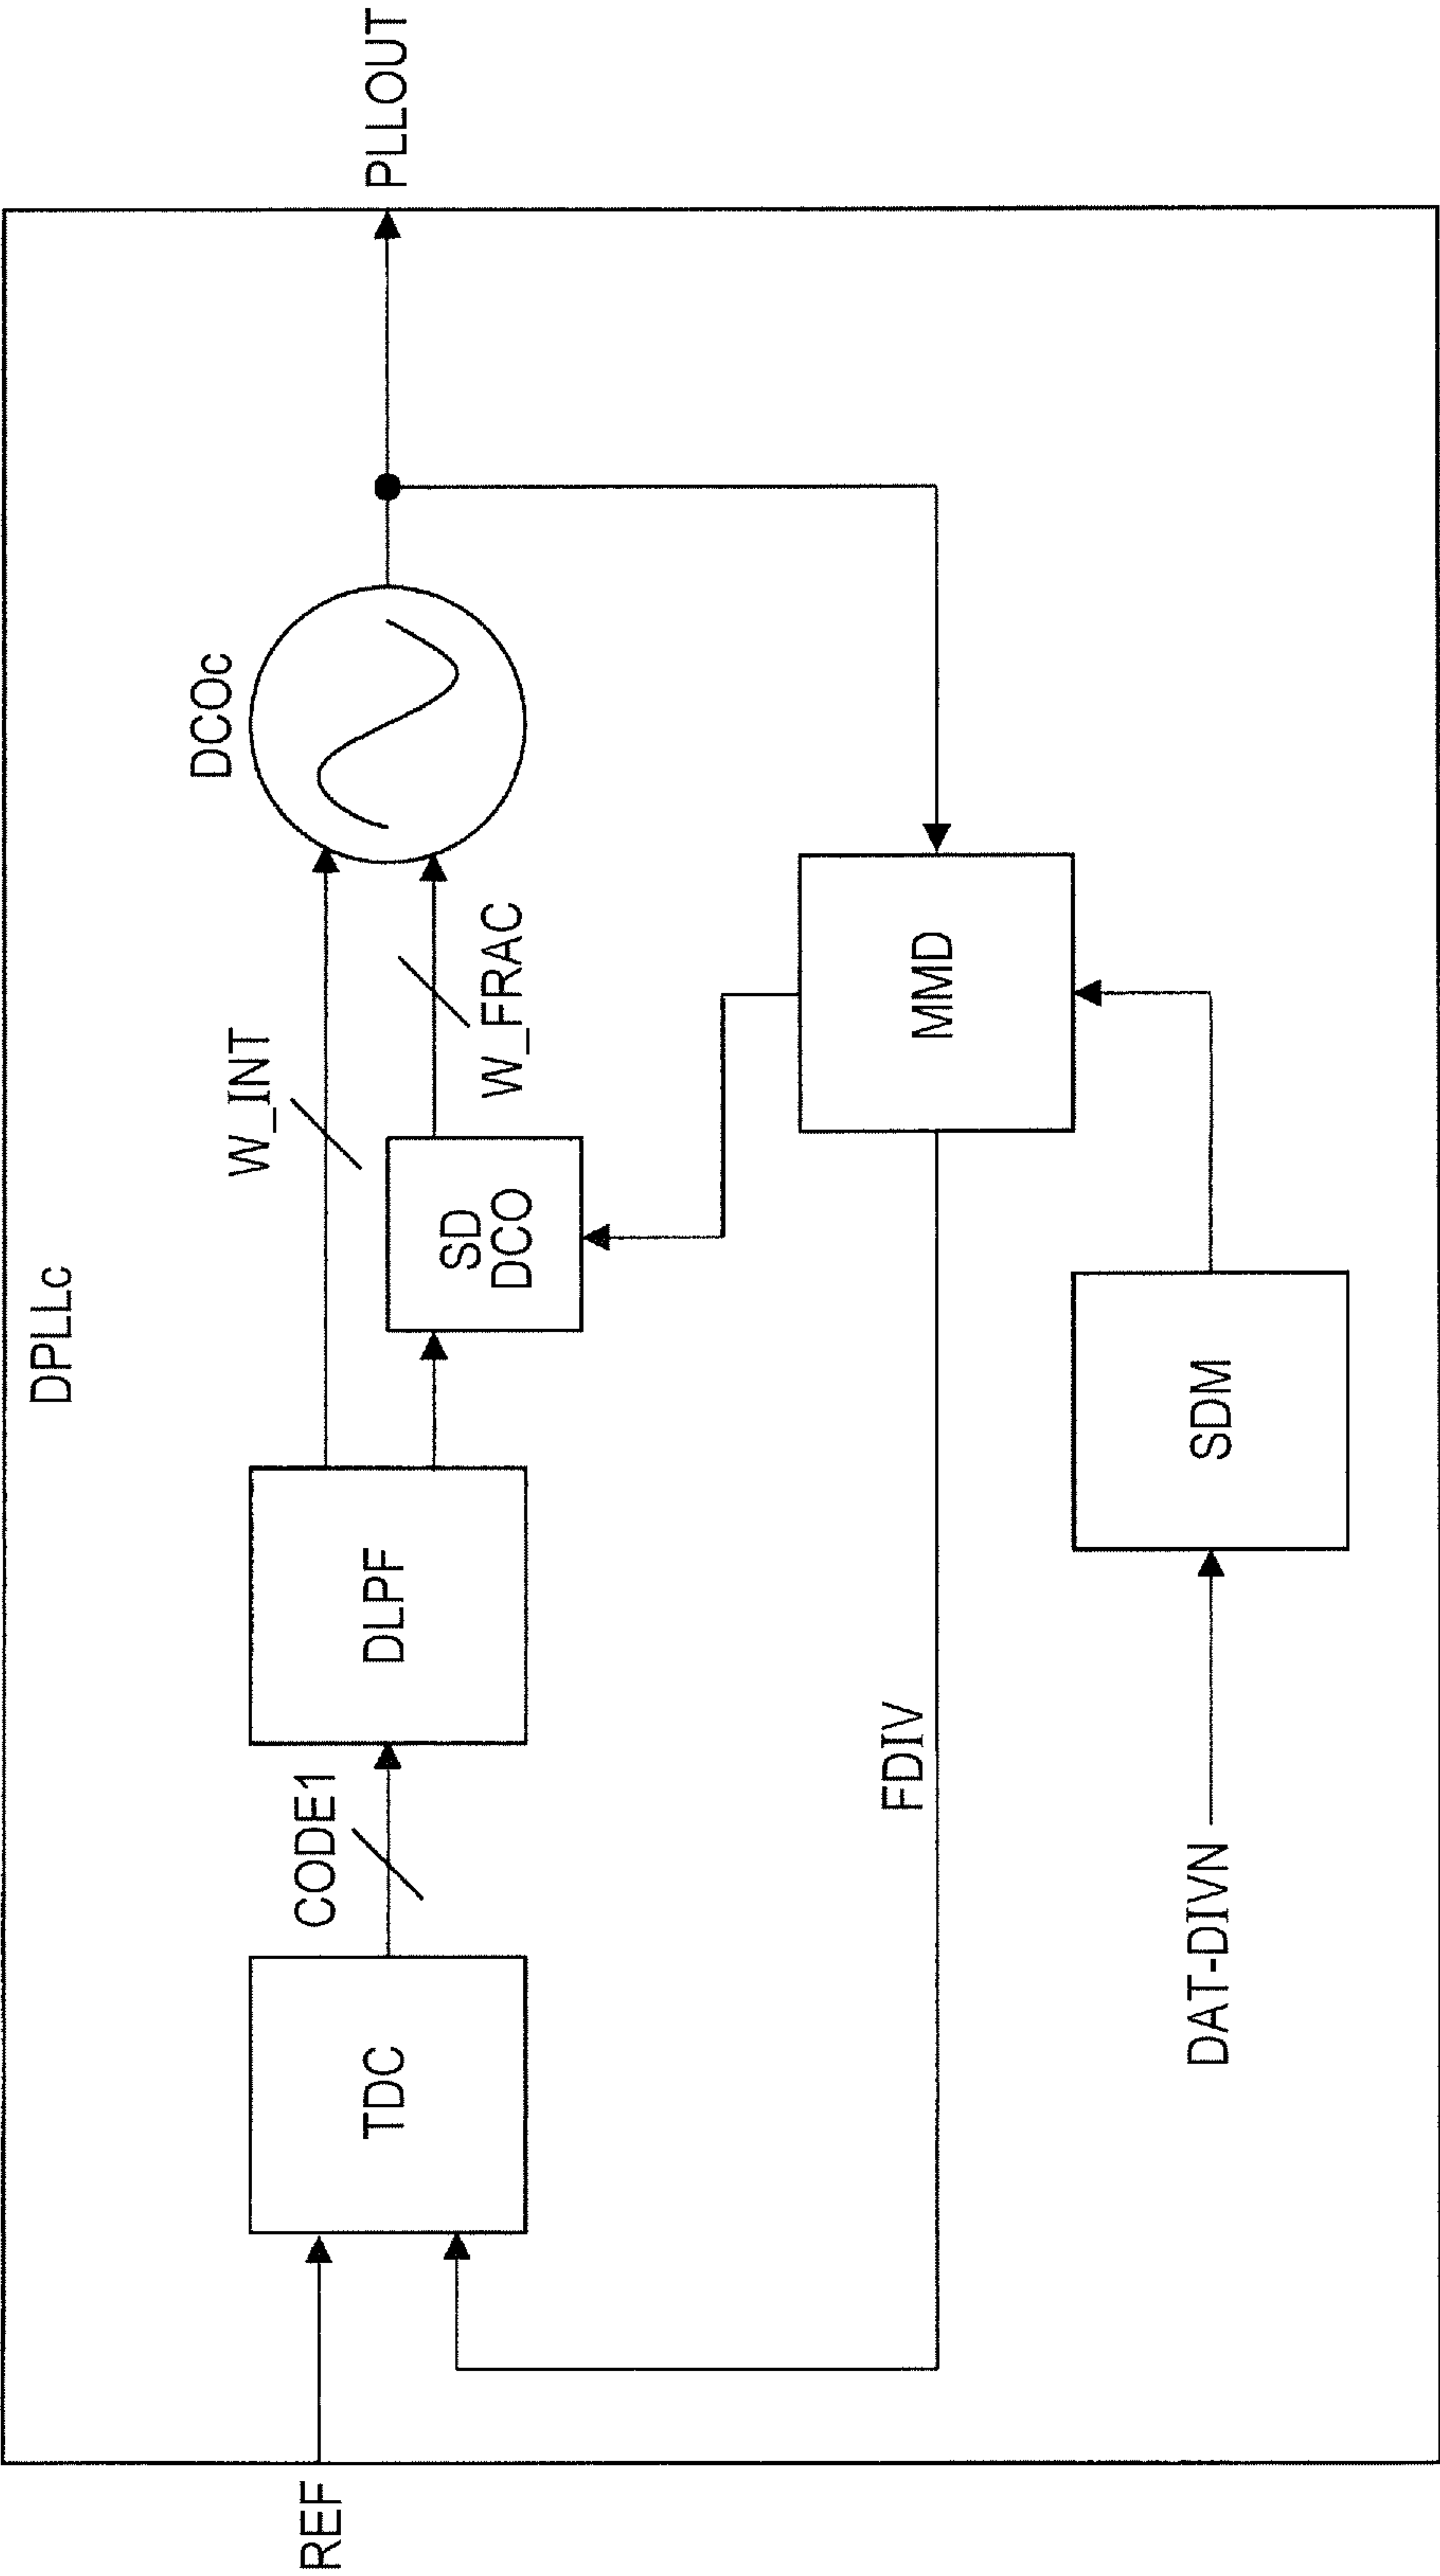 DPLLc
DCOc
PLLOUT
W_INT
CODE1
REF
TDC
DLPF
SD
DCO
W_FRAC
FDIV
MMD
SDM
DAT-DIVN